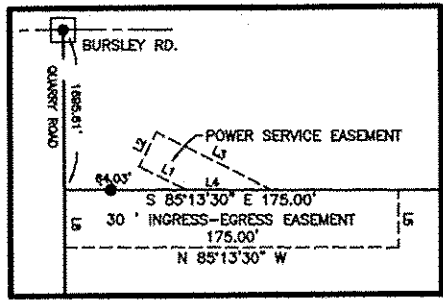 BURSLEY RD.
QUARRY ROAD
1695.61'
POWER SERVICE EASEMENT
L2
L1
L3
64.03'
L4
S 85°13'30" E 175.00'
L6
30 ' INGRESS-EGRESS EASEMENT
L5
175.00'
N 85°13'30" W